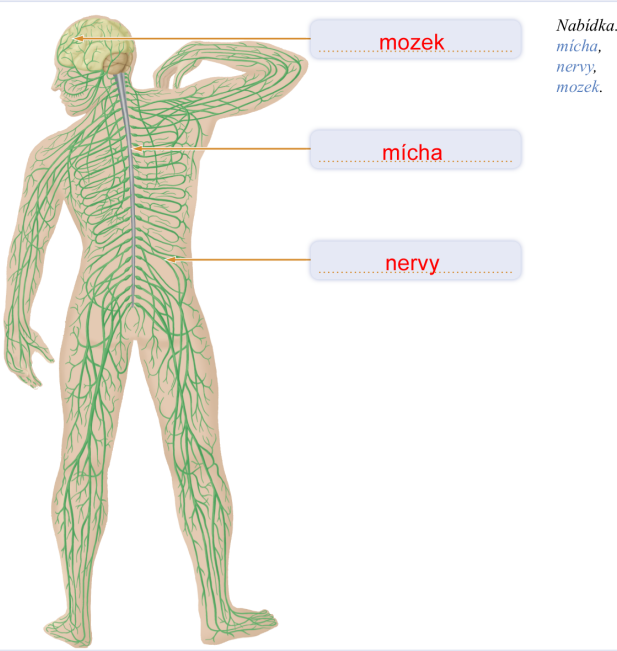 mozek
mícha
nervy
Nabídka.
mícha,
nervy,
mozek.